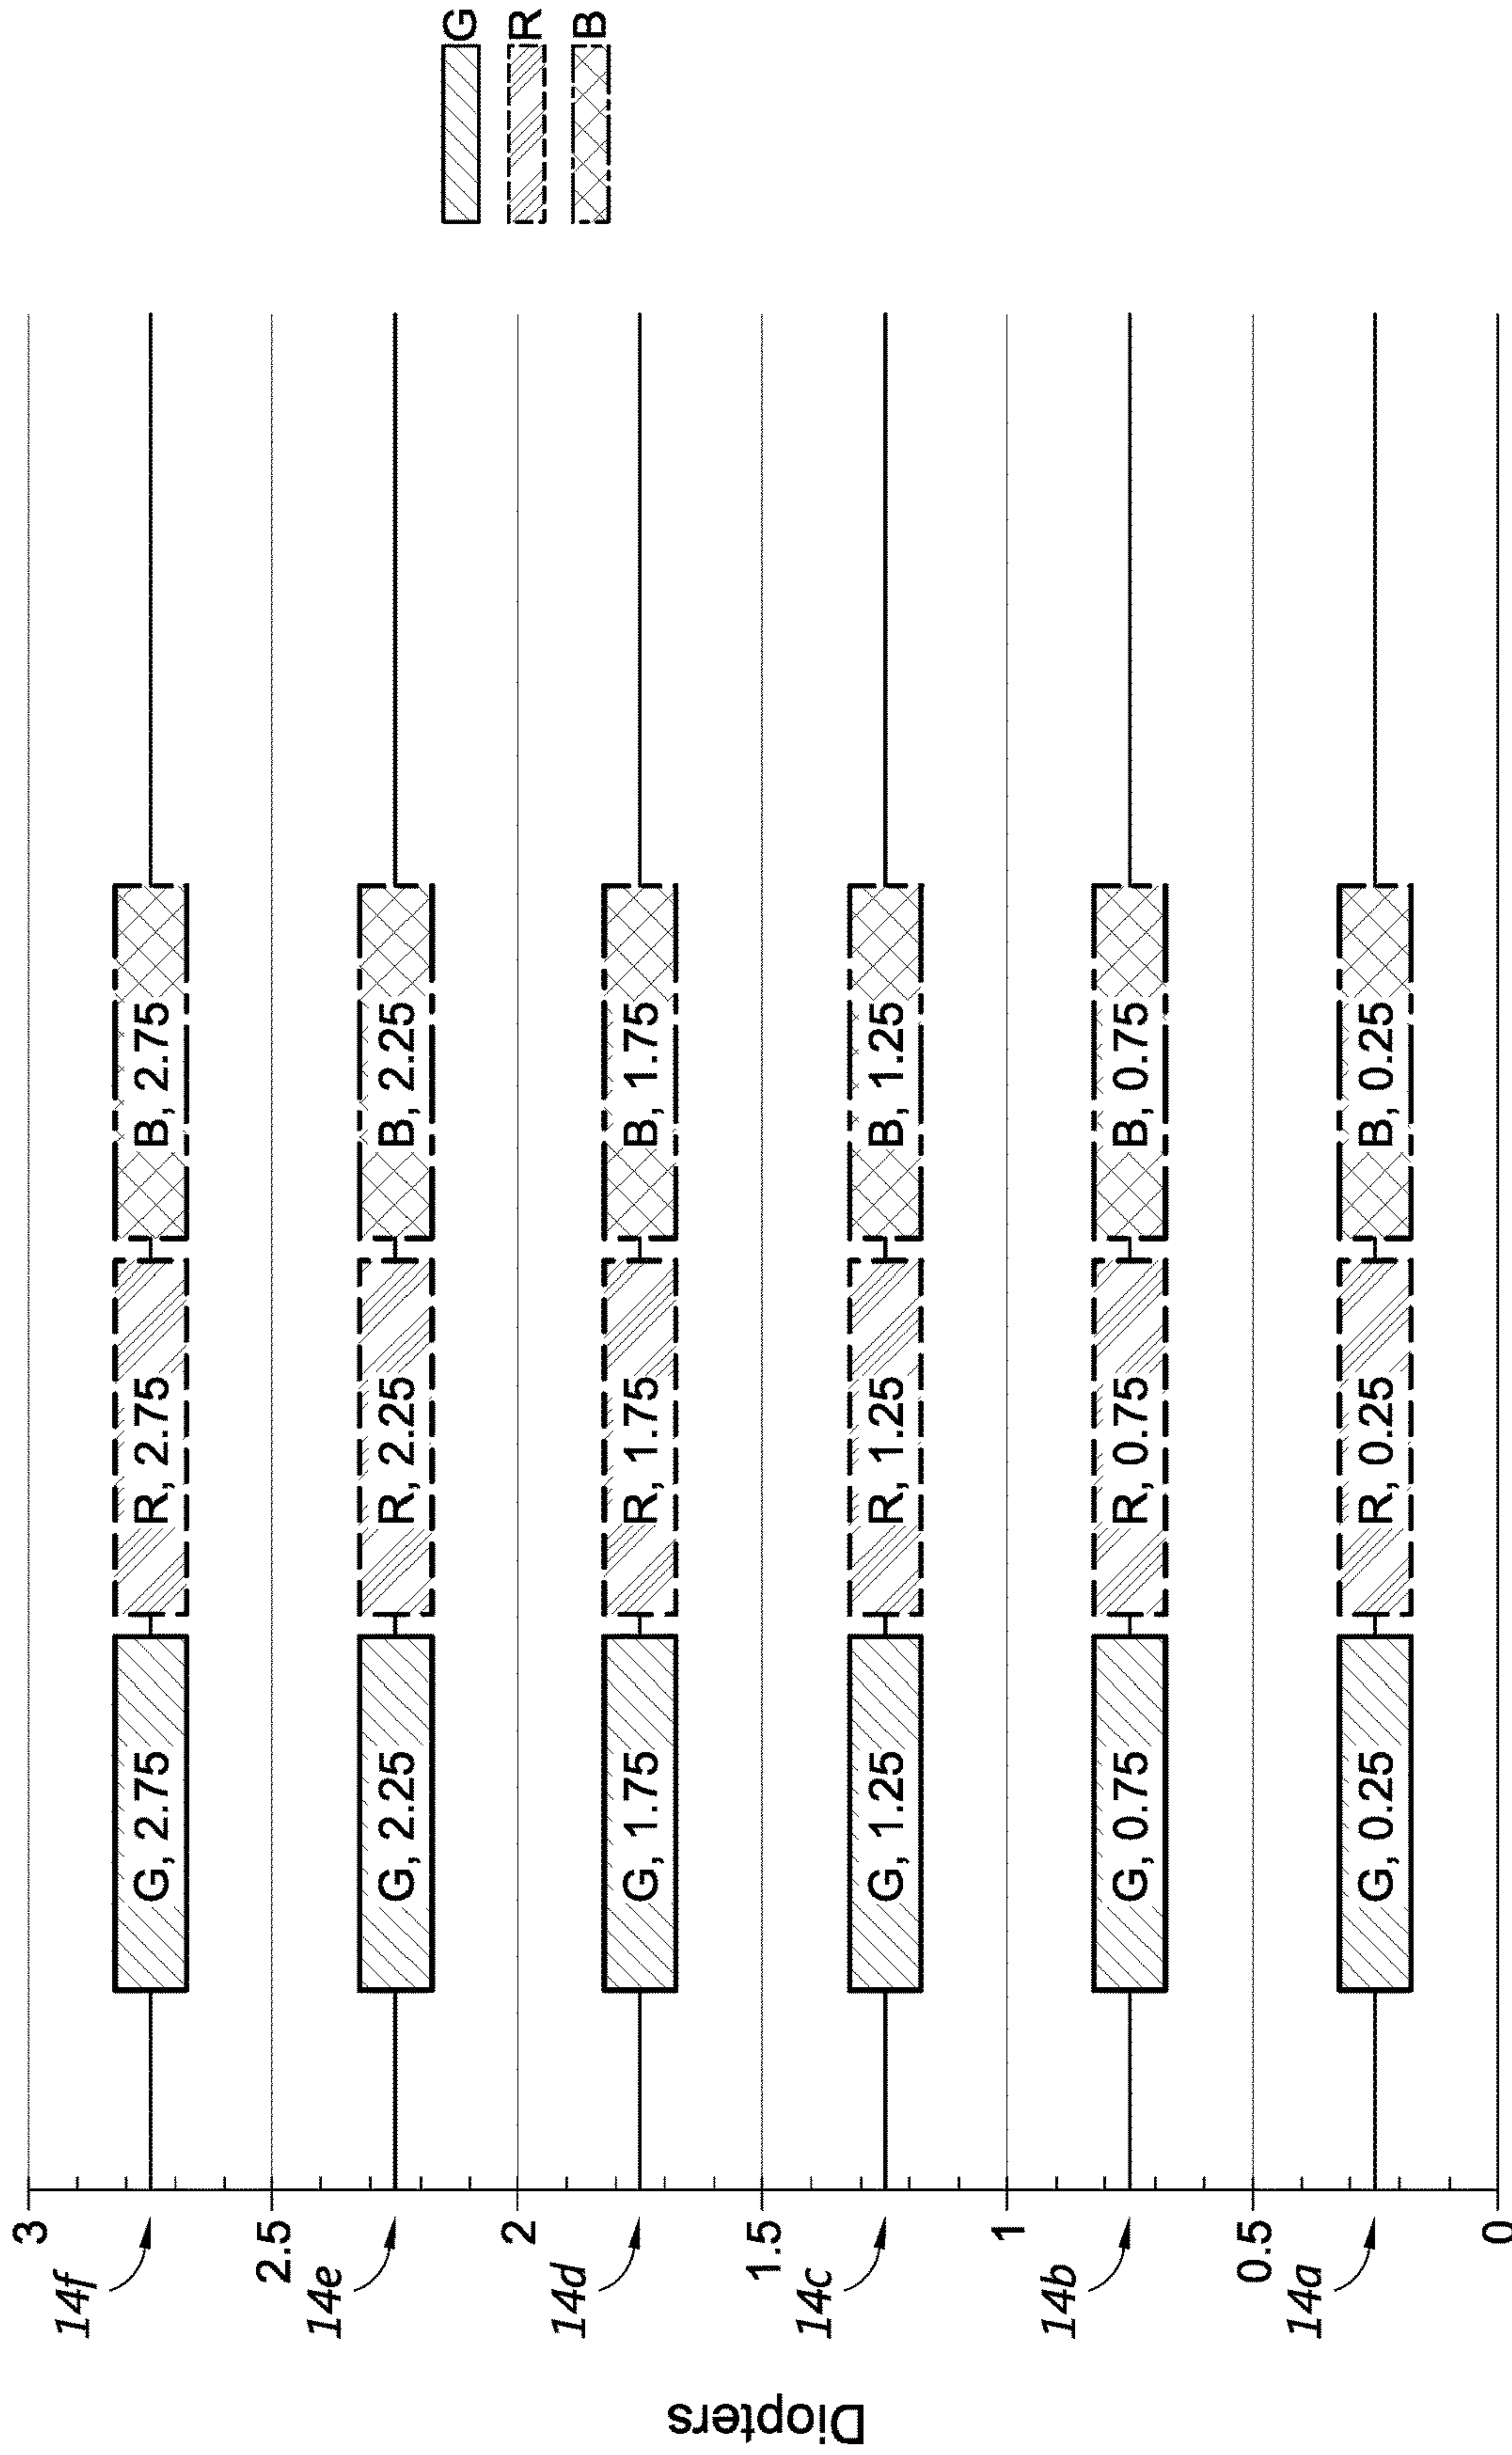 Diopters
3
14f
G, 2.75
R, 2.75
B, 2.75
2.5
14e
G, 2.25
R, 2.25
B, 2.25
2
14d
G, 1.75
R, 1.75
B, 1.75
1.5
14c
G, 1.25
R, 1.25
B, 1.25
1
14b
G, 0.75
R, 0.75
B, 0.75
0.5
14a
G, 0.25
R, 0.25
B, 0.25
0
G
R
B